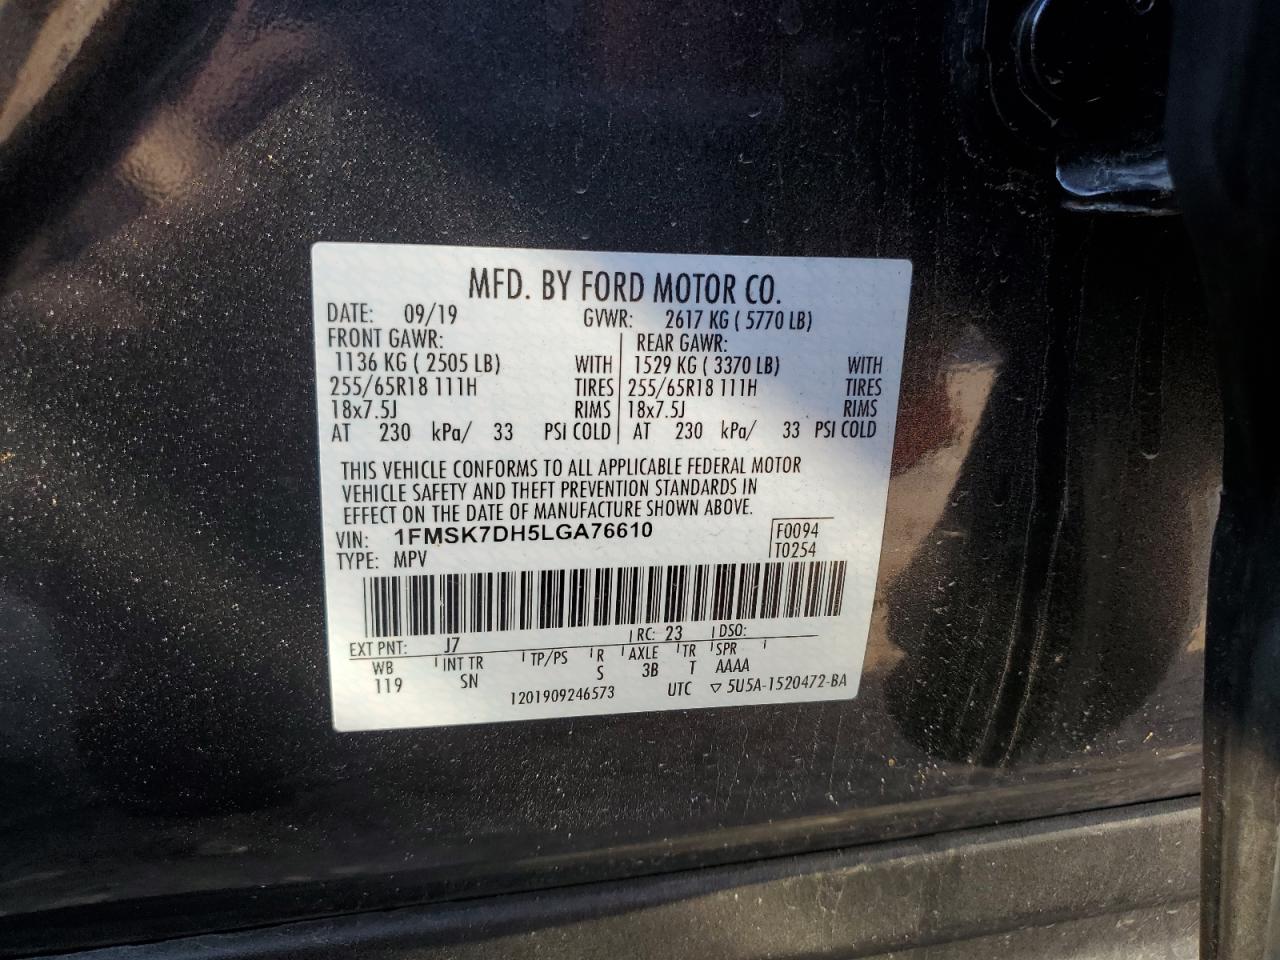 MFD. BY FORD MOTOR CO.
DATE: 09/19 GVWR: 2617 KG ( 5770 LB)
FRONT GAWR: REAR GAWR:
1136 KG ( 2505 LB) WITH 1529 KG ( 3370 LB) WITH
255/65R18 111H TIRES 255/65R18 111H TIRES
18x7.5J RIMS 18x7.5J RIMS
AT 230 kPa/ 33 PSI COLD AT 230 kPa/ 33 PSI COLD
THIS VEHICLE CONFORMS TO ALL APPLICABLE FEDERAL MOTOR
VEHICLE SAFETY AND THEFT PREVENTION STANDARDS IN
EFFECT ON THE DATE OF MANUFACTURE SHOWN ABOVE.
VIN: 1FMSK7DH5LGA76610 F0094
TYPE: MPV T0254
EXT PNT: J7 RC: 23 DSO:
WB INT TR TP/PS R AXLE TR SPR
119 SN S 3B T AAAA
1201909246573 UTC ▽ 5U5A-1520472-BA